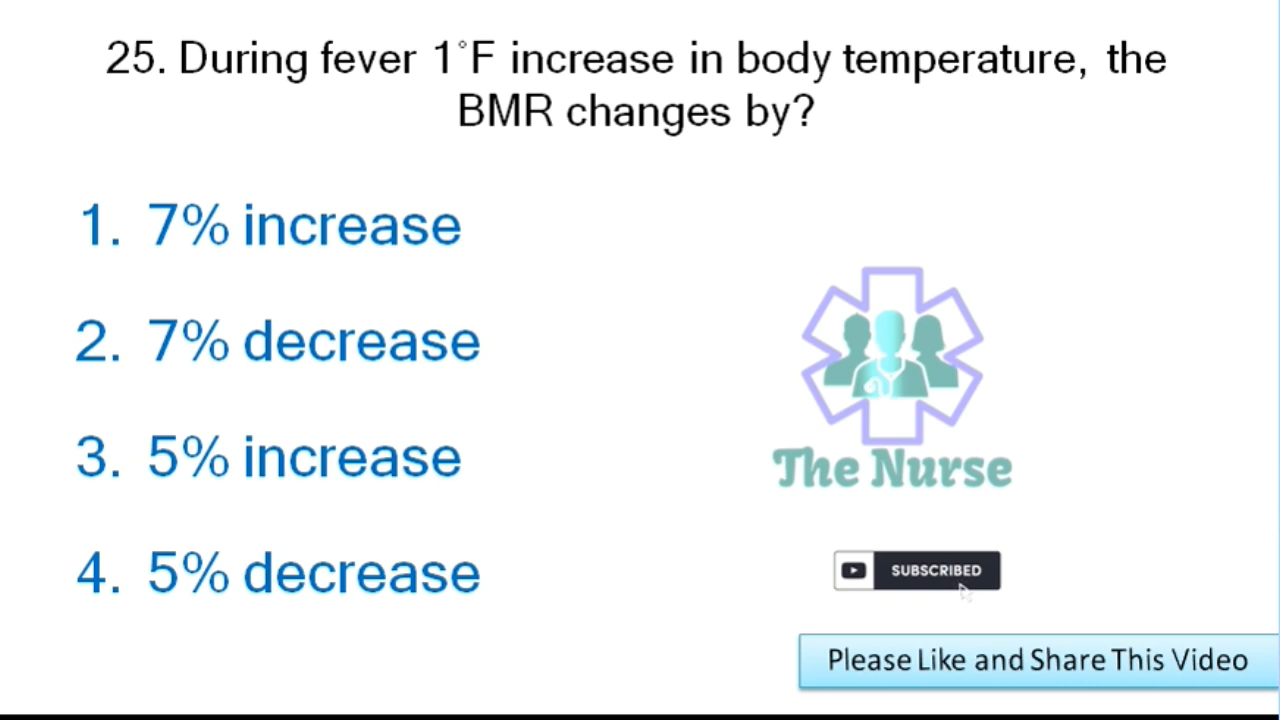 25. During fever 1°F increase in body temperature, the
BMR changes by?
1. 7% increase
2. 7% decrease
3. 5% increase
4. 5% decrease
The Nurse
SUBSCRIBED
Please Like and Share This Video